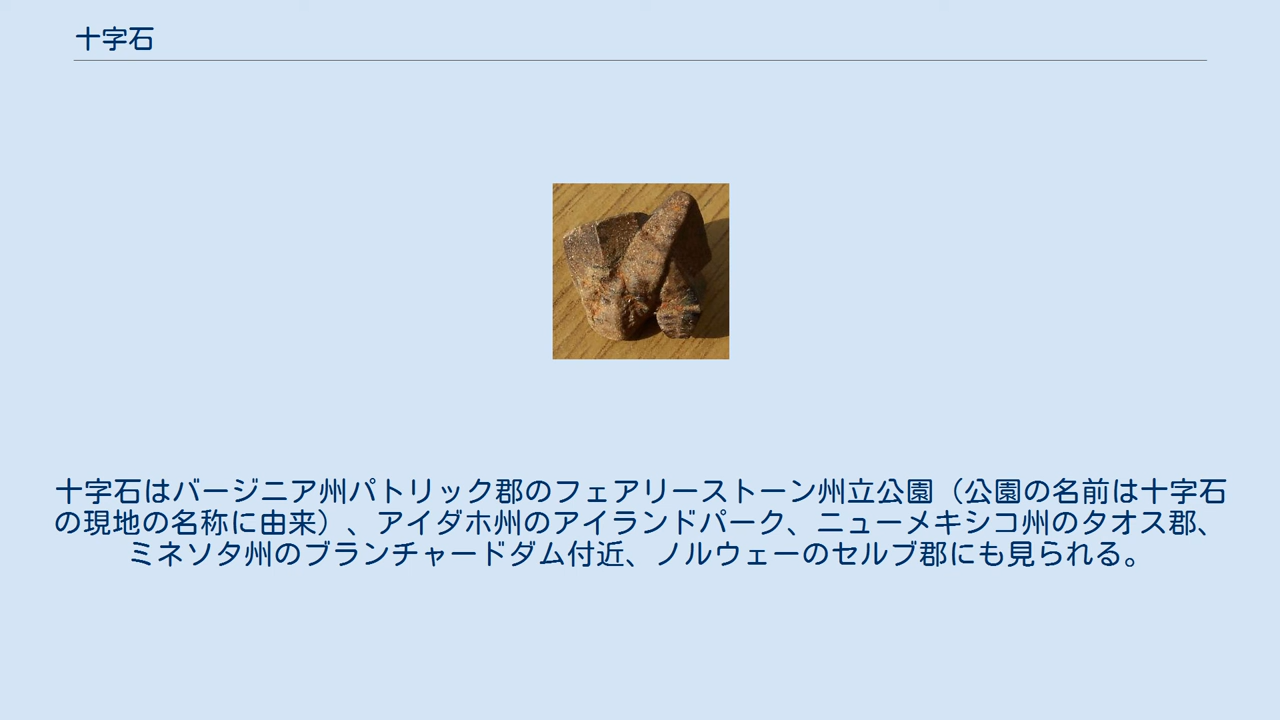 十字石
十字石はバージニア州パトリック郡のフェアリーストーン州立公園（公園の名前は十字石
の現地の名称に由来）、アイダホ州のアイランドパーク、ニューメキシコ州のタオス郡、
ミネソタ州のブランチャードダム付近、ノルウェーのセルブ郡にも見られる。